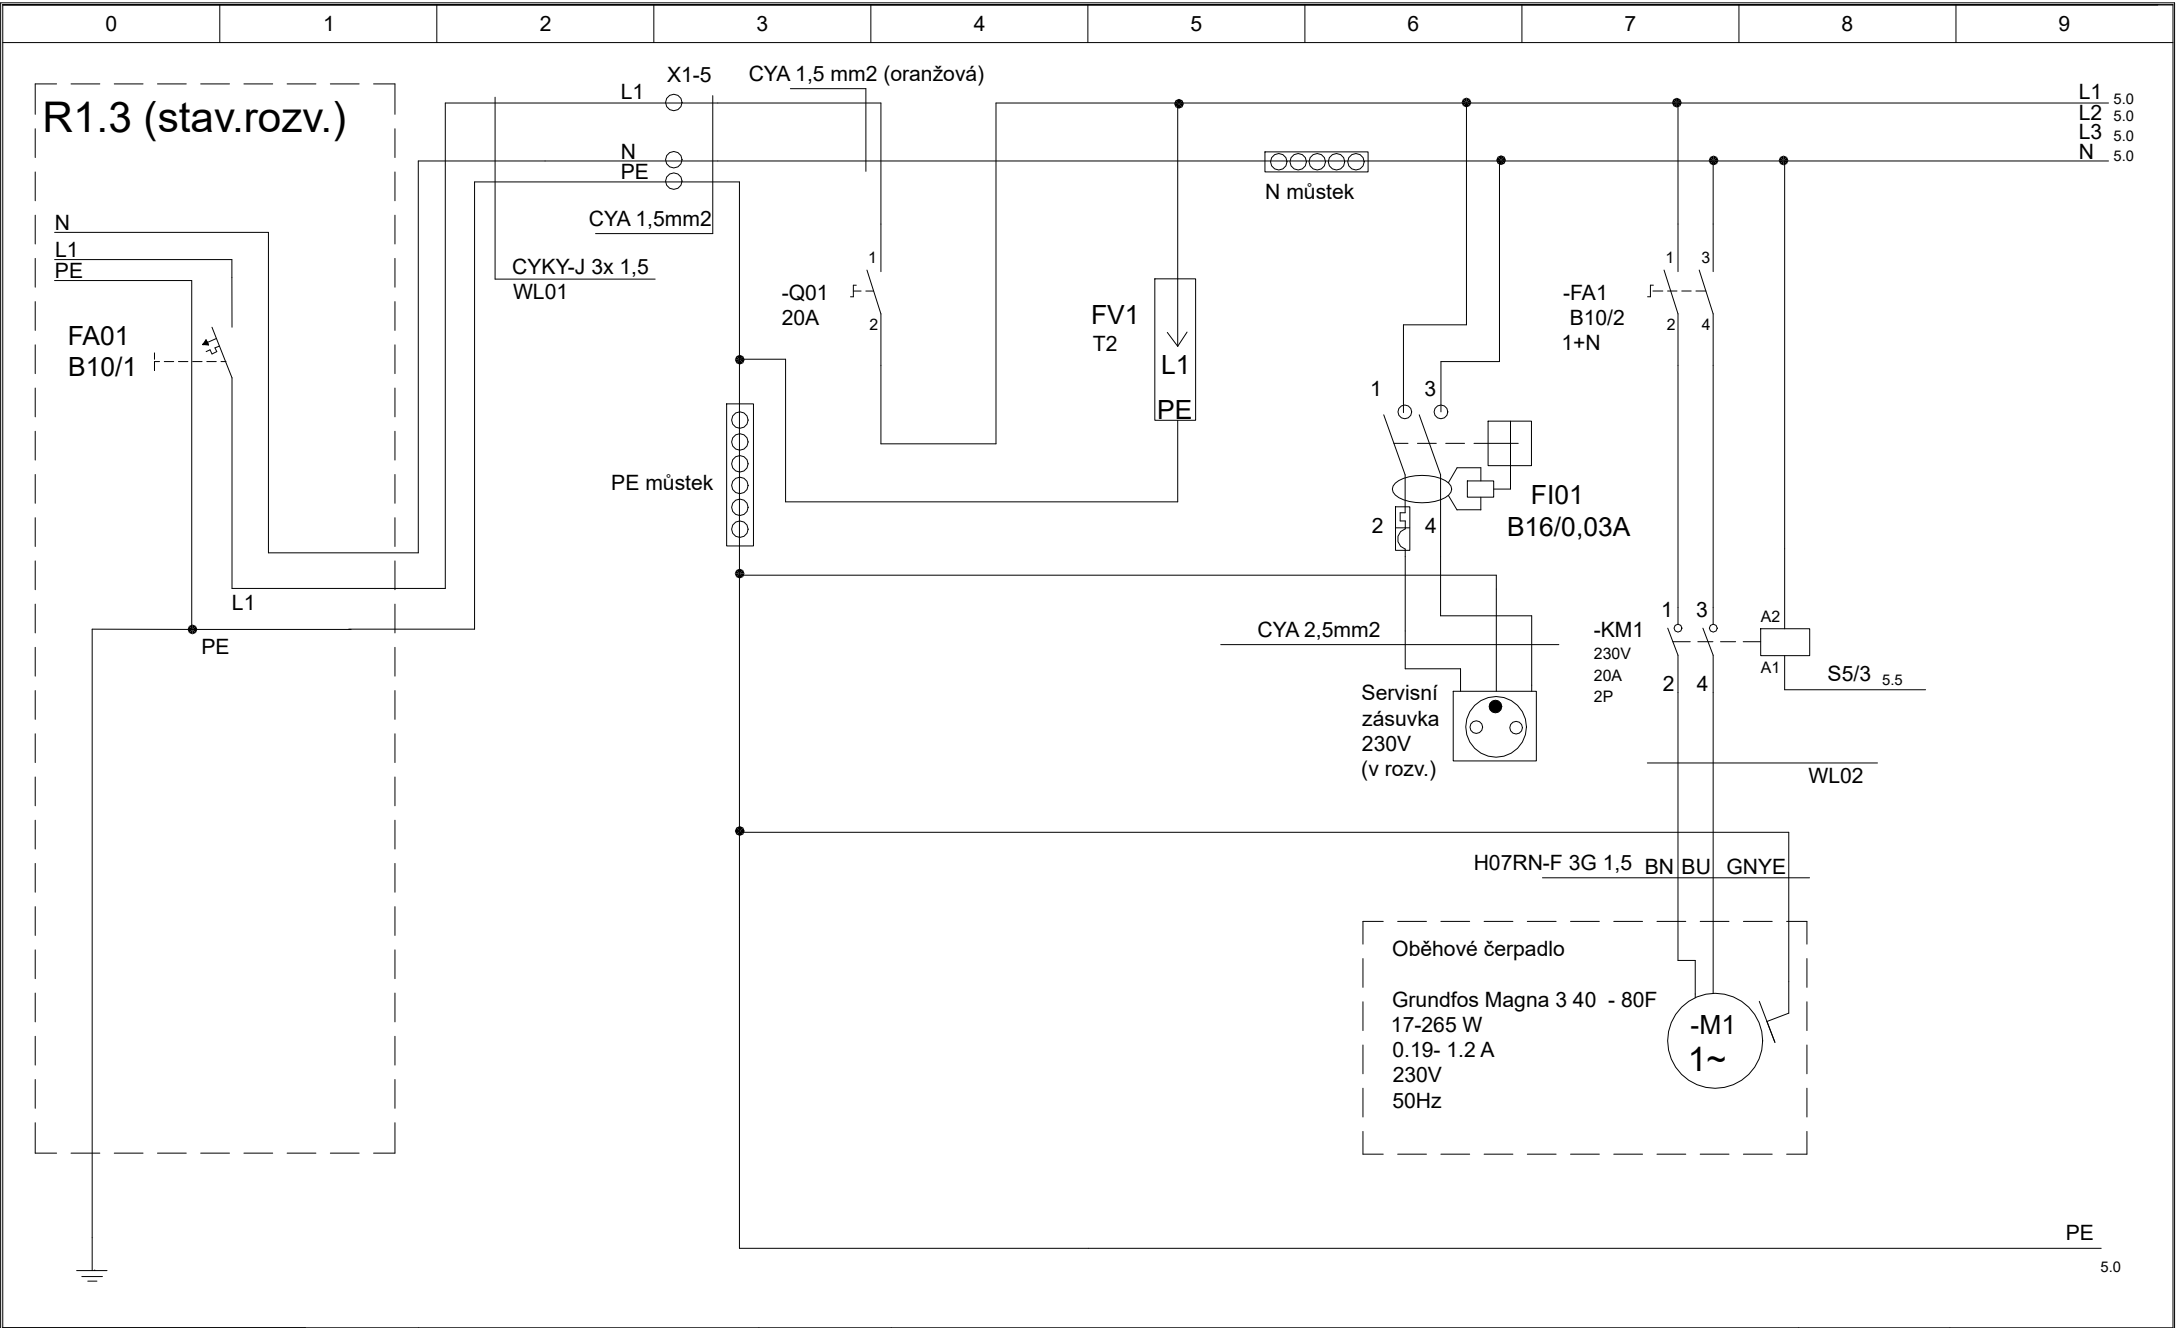 0 1 2 3 4 5 6 7 8 9
R1.3 (stav.rozv.)
N
L1
PE
FA01
B10/1
L1
PE
L1
N
PE
X1-5
CYA 1,5 mm2 (oranžová)
CYA 1,5mm2
CYKY-J 3x 1,5
WL01
-Q01
20A
1
2
PE můstek
FV1
T2
L1
PE
N můstek
1 3
2 4
FI01
B16/0,03A
CYA 2,5mm2
Servisní
zásuvka
230V
(v rozv.)
-FA1
B10/2
1+N
1 3
2 4
-KM1
230V
20A
2P
1 3
2 4
A2
A1
S5/3 5.5
WL02
H07RN-F 3G 1,5 BN BU GNYE
Oběhové čerpadlo
Grundfos Magna 3 40 - 80F
17-265 W
0.19- 1.2 A
230V
50Hz
-M1
1~
L1 5.0
L2 5.0
L3 5.0
N 5.0
PE
5.0